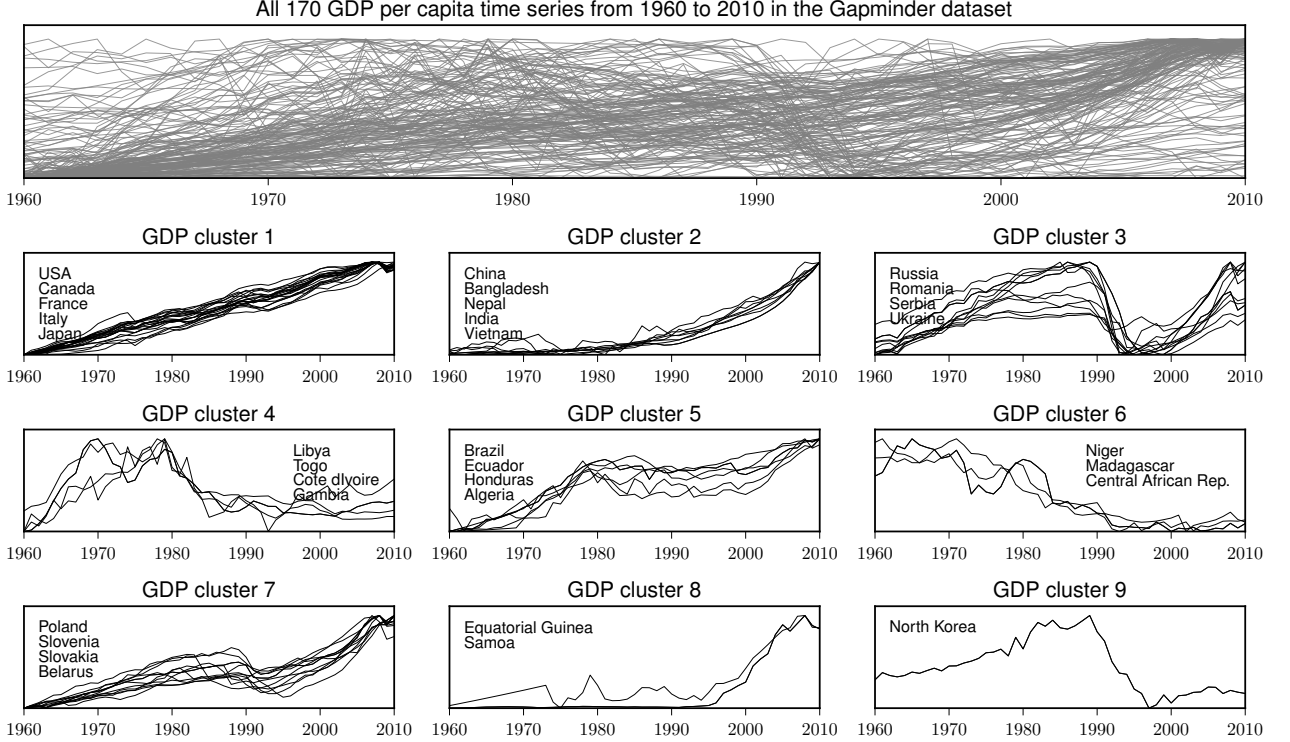 All 170 GDP per capita time series from 1960 to 2010 in the Gapminder dataset
1960 1970 1980 1990 2000 2010
GDP cluster 1
USA
Canada
France
Italy
Japan
1960 1970 1980 1990 2000 2010
GDP cluster 2
China
Bangladesh
Nepal
India
Vietnam
1960 1970 1980 1990 2000 2010
GDP cluster 3
Russia
Romania
Serbia
Ukraine
1960 1970 1980 1990 2000 2010
GDP cluster 4
Libya
Togo
Cote dIvoire
Gambia
1960 1970 1980 1990 2000 2010
GDP cluster 5
Brazil
Ecuador
Honduras
Algeria
1960 1970 1980 1990 2000 2010
GDP cluster 6
Niger
Madagascar
Central African Rep.
1960 1970 1980 1990 2000 2010
GDP cluster 7
Poland
Slovenia
Slovakia
Belarus
1960 1970 1980 1990 2000 2010
GDP cluster 8
Equatorial Guinea
Samoa
1960 1970 1980 1990 2000 2010
GDP cluster 9
North Korea
1960 1970 1980 1990 2000 2010